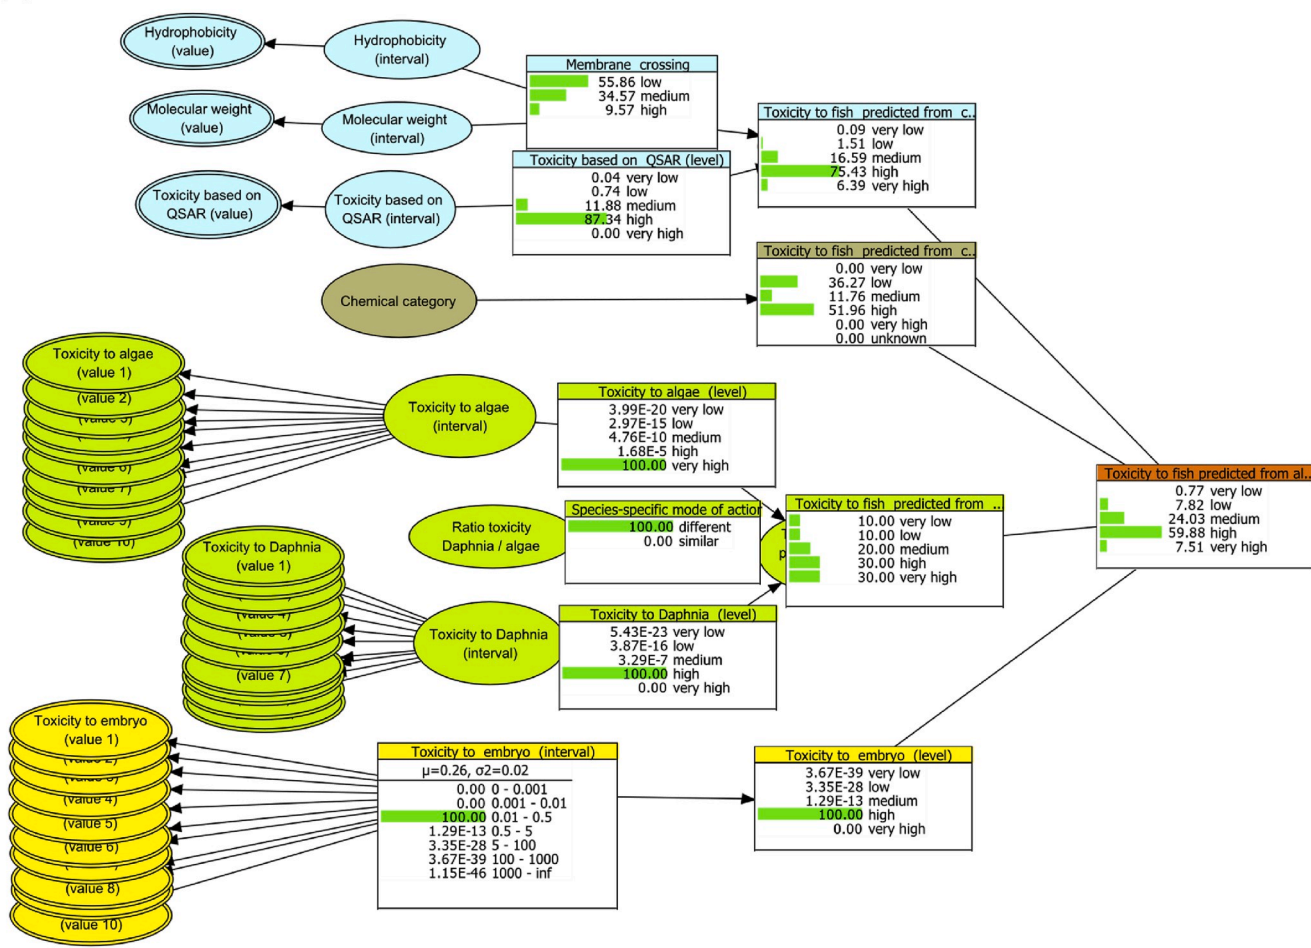 Hydrophobicity
(value)
Hydrophobicity
(interval)
Membrane crossing
55.86 low
34.57 medium
9.57 high
Molecular weight
(value)
Molecular weight
(interval)
Toxicity to fish predicted from c..
0.09 very low
1.51 low
16.59 medium
75.43 high
6.39 very high
Toxicity based on
QSAR (value)
Toxicity based on
QSAR (interval)
Toxicity based on QSAR (level)
0.04 very low
0.74 low
11.88 medium
87.34 high
0.00 very high
Chemical category
Toxicity to fish predicted from c..
0.00 very low
36.27 low
11.76 medium
51.96 high
0.00 very high
0.00 unknown
Toxicity to algae
(value 1)
(value 2)
(value 6)
(value 7)
(value 9)
(value 10)
Toxicity to algae
(interval)
Toxicity to algae (level)
3.99E-20 very low
2.97E-15 low
4.76E-10 medium
1.68E-5 high
100.00 very high
Ratio toxicity
Daphnia / algae
Species-specific mode of action
100.00 different
0.00 similar
Toxicity to fish predicted from ...
10.00 very low
10.00 low
20.00 medium
30.00 high
30.00 very high
Toxicity to fish predicted from al...
0.77 very low
7.82 low
24.03 medium
59.88 high
7.51 very high
Toxicity to Daphnia
(value 1)
(value 7)
Toxicity to Daphnia
(interval)
Toxicity to Daphnia (level)
5.43E-23 very low
3.87E-16 low
3.29E-7 medium
100.00 high
0.00 very high
Toxicity to embryo
(value 1)
(value 4)
(value 5)
(value 6)
(value 8)
(value 10)
Toxicity to embryo (interval)
μ=0.26, σ2=0.02
0.00 0 - 0.001
0.00 0.001 - 0.01
100.00 0.01 - 0.5
1.29E-13 0.5 - 5
3.35E-28 5 - 100
3.67E-39 100 - 1000
1.15E-46 1000 - inf
Toxicity to embryo (level)
3.67E-39 very low
3.35E-28 low
1.29E-13 medium
100.00 high
0.00 very high